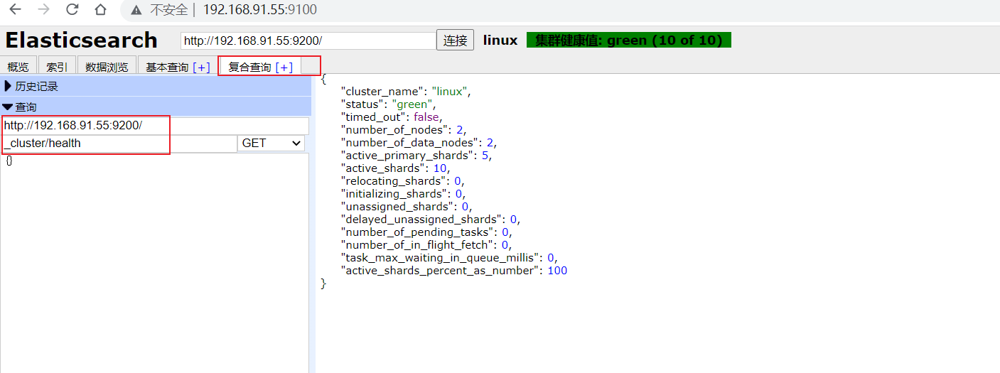 不安全 | 192.168.91.55:9100
Elasticsearch http://192.168.91.55:9200/ 连接 linux 集群健康值: green (10 of 10)
概览 索引 数据浏览 基本查询 [+] 复合查询 [+]
历史记录
查询
http://192.168.91.55:9200/
_cluster/health GET
{}
{
"cluster_name": "linux",
"status": "green",
"timed_out": false,
"number_of_nodes": 2,
"number_of_data_nodes": 2,
"active_primary_shards": 5,
"active_shards": 10,
"relocating_shards": 0,
"initializing_shards": 0,
"unassigned_shards": 0,
"delayed_unassigned_shards": 0,
"number_of_pending_tasks": 0,
"number_of_in_flight_fetch": 0,
"task_max_waiting_in_queue_millis": 0,
"active_shards_percent_as_number": 100
}